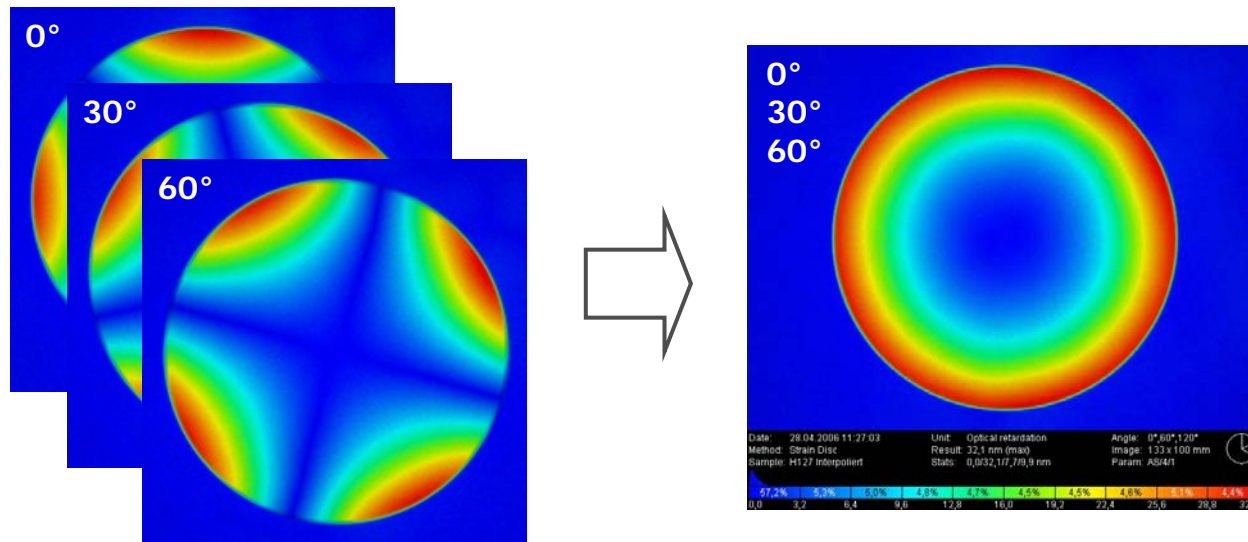 0°
30°
60°
0°
30°
60°
Date: 28.04.2006 11:27:03 Unit: Optical retardation Angle: 0°,60°,120°
Method: Strain Disc Result: 32,1 nm (max) Image: 133 x 100 mm
Sample: H127 Interpoliert Stats: 0,0/32,1/7,7/9,9 nm Param: AS/4/1
57,2% 5,3% 5,0% 4,8% 4,7% 4,5% 4,5% 4,6% 5,1% 4,4%
0,0 3,2 6,4 9,6 12,8 16,0 19,2 22,4 25,6 28,8